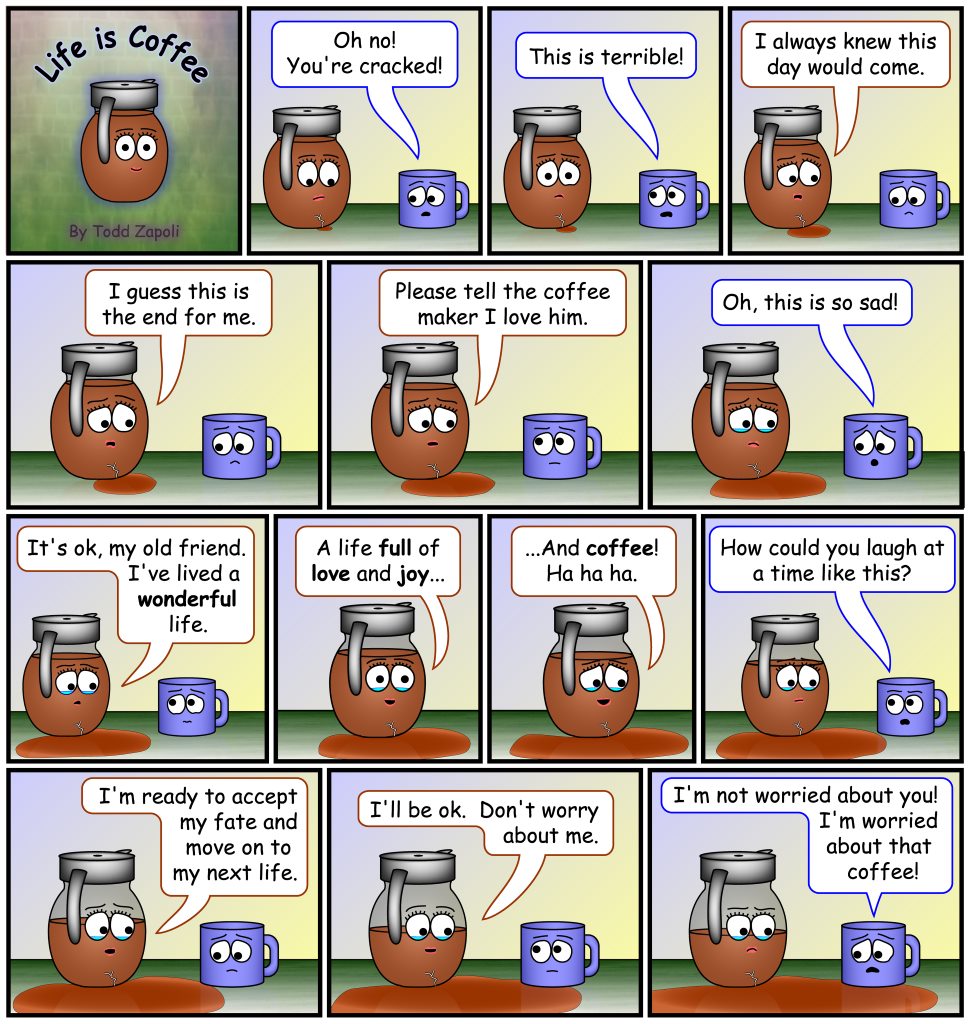 Life is Coffee
By Todd Zapoli
Oh no!
You're cracked!
This is terrible!
I always knew this
day would come.
I guess this is
the end for me.
Please tell the coffee
maker I love him.
Oh, this is so sad!
It's ok, my old friend.
I've lived a
wonderful
life.
A life full of
love and joy...
...And coffee!
Ha ha ha.
How could you laugh at
a time like this?
I'm ready to accept
my fate and
move on to
my next life.
I'll be ok. Don't worry
about me.
I'm not worried about you!
I'm worried
about that
coffee!